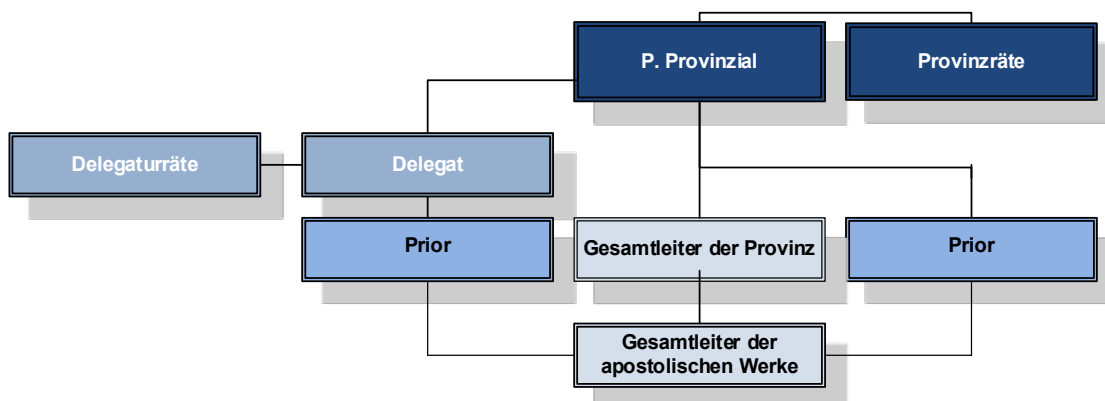 P. Provinzial
Provinzräte
Delegaturräte
Delegat
Prior
Gesamtleiter der Provinz
Prior
Gesamtleiter der
apostolischen Werke